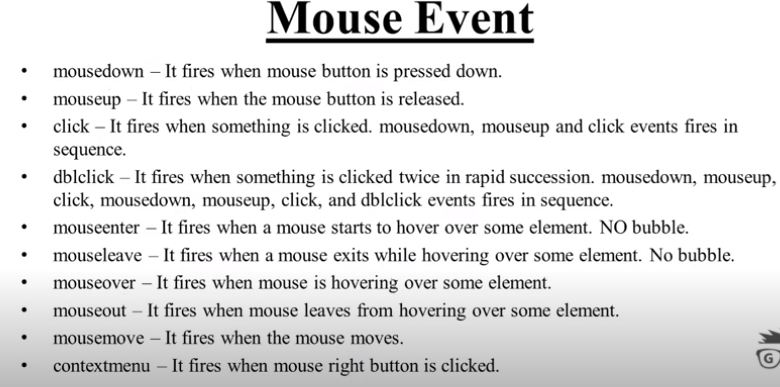 Mouse Event
• mousedown – It fires when mouse button is pressed down.
• mouseup – It fires when the mouse button is released.
• click – It fires when something is clicked. mousedown, mouseup and click events fires in
sequence.
• dblclick – It fires when something is clicked twice in rapid succession. mousedown, mouseup,
click, mousedown, mouseup, click, and dblclick events fires in sequence.
• mouseenter – It fires when a mouse starts to hover over some element. NO bubble.
• mouseleave – It fires when a mouse exits while hovering over some element. No bubble.
• mouseover – It fires when mouse is hovering over some element.
• mouseout – It fires when mouse leaves from hovering over some element.
• mousemove – It fires when the mouse moves.
• contextmenu – It fires when mouse right button is clicked.
G